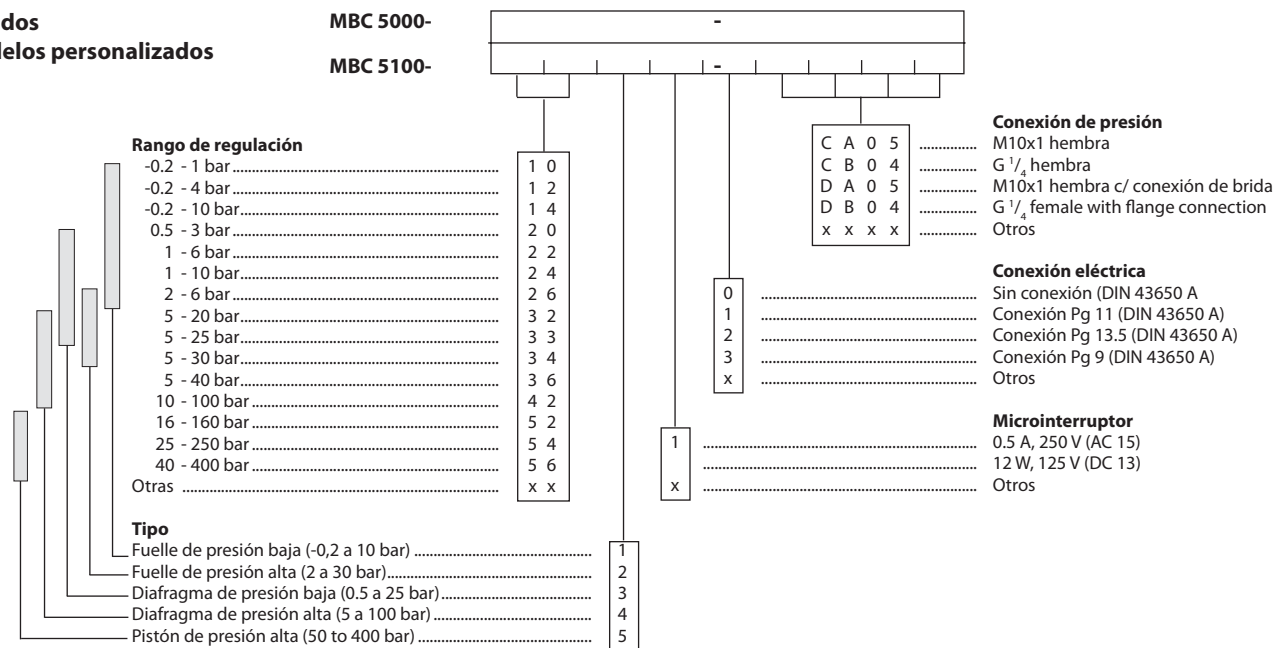 dos
elos personalizados
MBC 5000-
-
MBC 5100-
-
Rango de regulación
-0.2 - 1 bar 1 0
-0.2 - 4 bar 1 2
-0.2 - 10 bar 1 4
0.5 - 3 bar 2 0
1 - 6 bar 2 2
1 - 10 bar 2 4
2 - 6 bar 2 6
5 - 20 bar 3 2
5 - 25 bar 3 3
5 - 30 bar 3 4
5 - 40 bar 3 6
10 - 100 bar 4 2
16 - 160 bar 5 2
25 - 250 bar 5 4
40 - 400 bar 5 6
Otras x x
Tipo
Fuelle de presión baja (-0,2 a 10 bar) 1
Fuelle de presión alta (2 a 30 bar) 2
Diafragma de presión baja (0.5 a 25 bar) 3
Diafragma de presión alta (5 a 100 bar) 4
Pistón de presión alta (50 to 400 bar) 5
Conexión de presión
C A 0 5 M10x1 hembra
C B 0 4 G 1/4 hembra
D A 0 5 M10x1 hembra c/ conexión de brida
D B 0 4 G 1/4 female with flange connection
x x x x Otros
Conexión eléctrica
0 Sin conexión (DIN 43650 A
1 Conexión Pg 11 (DIN 43650 A)
2 Conexión Pg 13.5 (DIN 43650 A)
3 Conexión Pg 9 (DIN 43650 A)
x Otros
Microinterruptor
1 0.5 A, 250 V (AC 15)
12 W, 125 V (DC 13)
x Otros